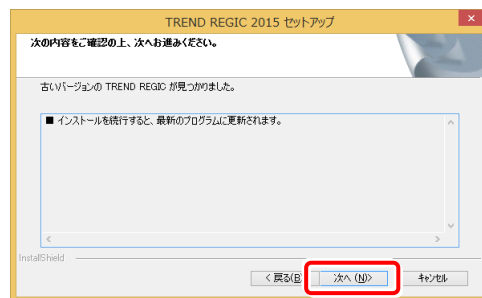 TREND REGIC 2015 セットアップ
次の内容をご確認の上、次へお進みください。
古いバージョンの TREND REGIC が見つかりました。
■ インストールを続行すると、最新のプログラムに更新されます。
InstallShield
< 戻る(B) 次へ (N)> キャンセル